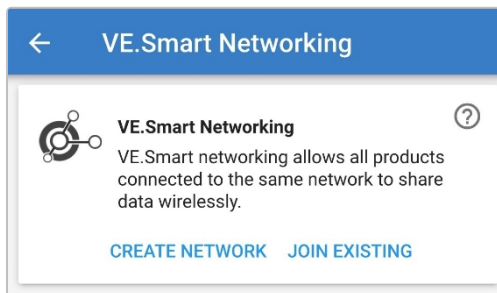 VE.Smart Networking
VE.Smart Networking
VE.Smart networking allows all products
connected to the same network to share
data wirelessly.
CREATE NETWORK JOIN EXISTING